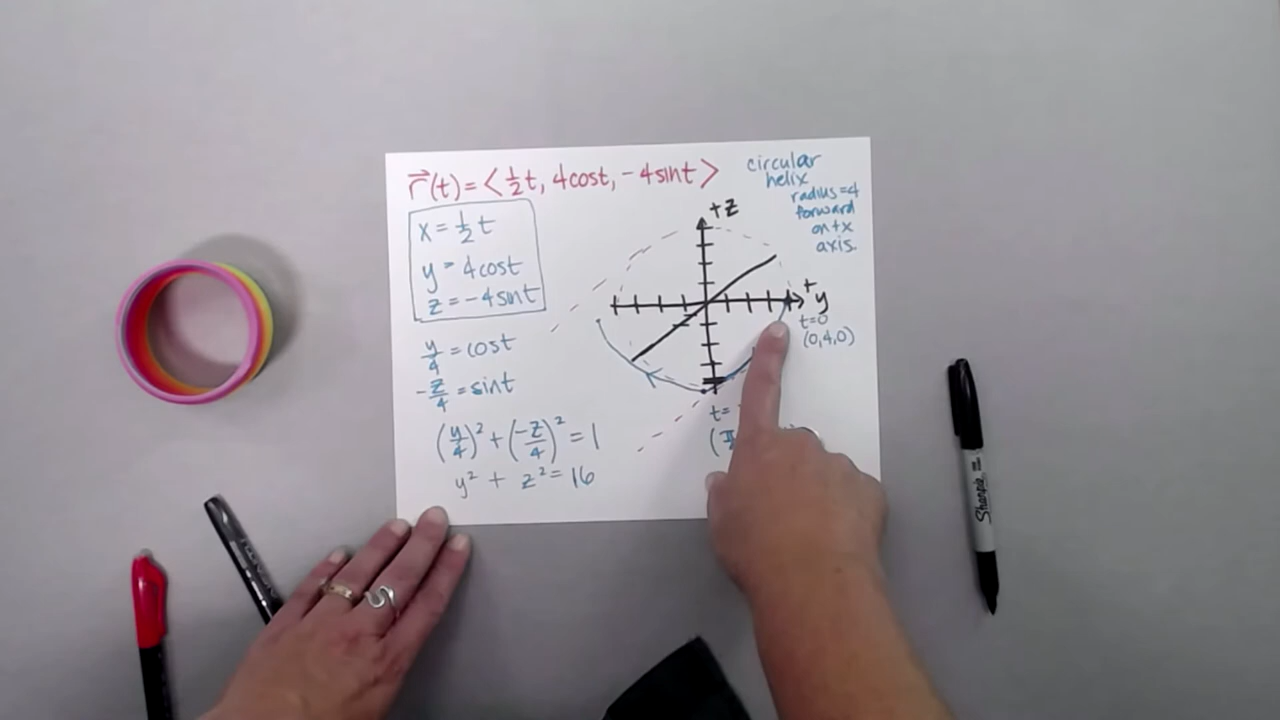 r⃗(t) = ⟨½t, 4cost, -4sint⟩
x = ½t
y = 4cost
z = -4sint
y/4 = cost
-z/4 = sint
(y/4)² + (-z/4)² = 1
y² + z² = 16
circular
helix
radius=4
forward
on +x
axis.
+z
+y
t=0
(0,4,0)
t=
Sharpie